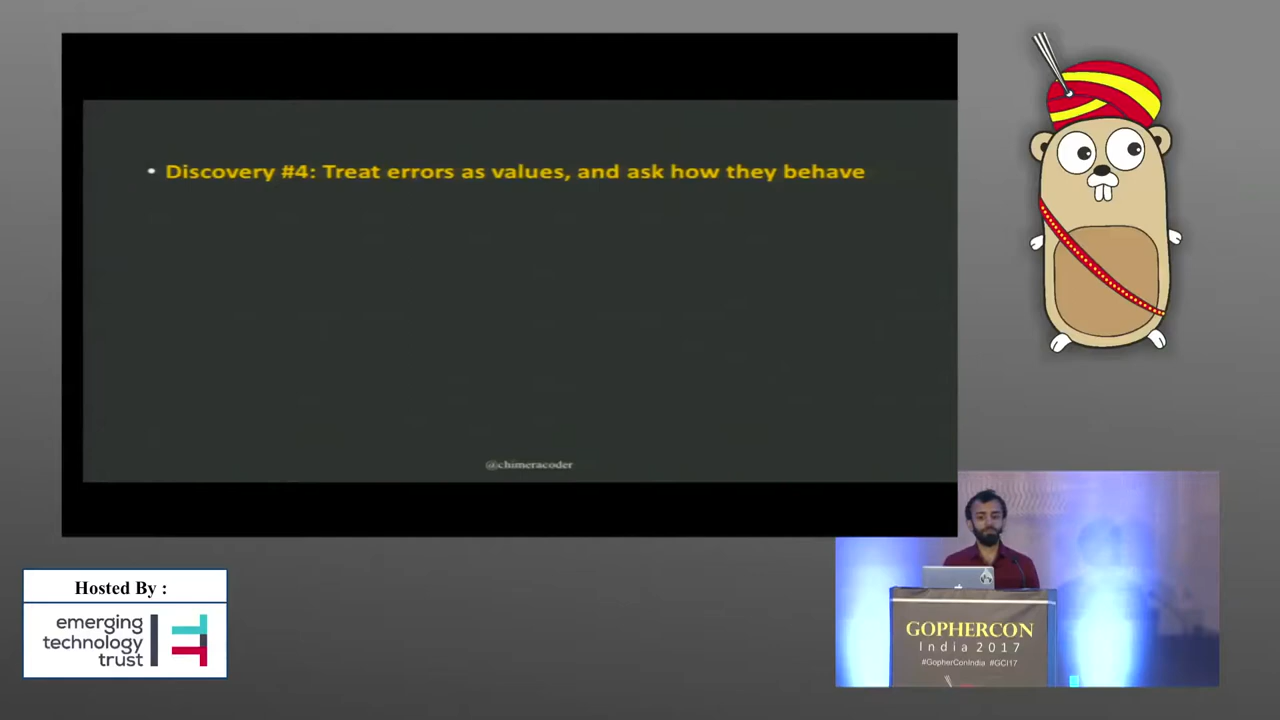 • Discovery #4: Treat errors as values, and ask how they behave
@chimeracoder
Hosted By :
emerging
technology
trust
GOPHERCON
India 2017
#GopherConIndia #GCI17